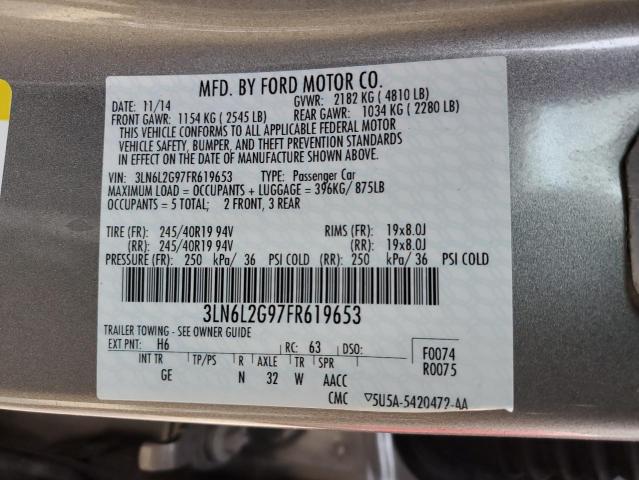 MFD. BY FORD MOTOR CO.
DATE: 11/14 GVWR: 2182 KG ( 4810 LB)
FRONT GAWR: 1154 KG ( 2545 LB) REAR GAWR: 1034 KG ( 2280 LB)
THIS VEHICLE CONFORMS TO ALL APPLICABLE FEDERAL MOTOR
VEHICLE SAFETY, BUMPER, AND THEFT PREVENTION STANDARDS
IN EFFECT ON THE DATE OF MANUFACTURE SHOWN ABOVE.
VIN: 3LN6L2G97FR619653 TYPE: Passenger Car
MAXIMUM LOAD = OCCUPANTS + LUGGAGE = 396KG/ 875LB
OCCUPANTS = 5 TOTAL; 2 FRONT, 3 REAR
TIRE (FR): 245/40R19 94V RIMS (FR): 19x8.0J
(RR): 245/40R19 94V (RR): 19x8.0J
PRESSURE (FR): 250 kPa/ 36 PSI COLD (RR): 250 kPa/ 36 PSI COLD
3LN6L2G97FR619653
TRAILER TOWING - SEE OWNER GUIDE
EXT PNT: H6 RC: 63 DSO: F0074
INT TR TP/PS R AXLE TR SPR R0075
GE N 32 W AACC
CMC ▽5U5A-5420472-AA